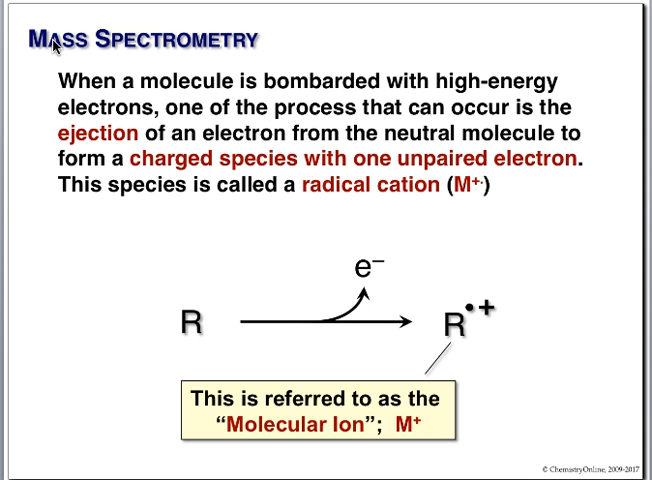 MASS SPECTROMETRY
When a molecule is bombarded with high-energy
electrons, one of the process that can occur is the
ejection of an electron from the neutral molecule to
form a charged species with one unpaired electron.
This species is called a radical cation (M+·)
e–
R
R•+
This is referred to as the
“Molecular Ion”; M+
© ChemistryOnline, 2009-2017